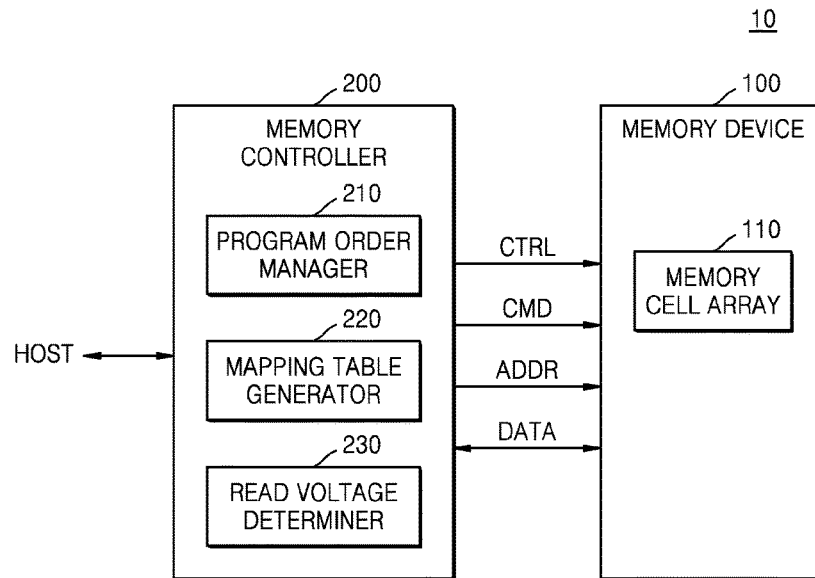 10
200
100
MEMORY
CONTROLLER
MEMORY DEVICE
210
PROGRAM ORDER
MANAGER
CTRL
110
MEMORY
CELL ARRAY
CMD
220
HOST
MAPPING TABLE
GENERATOR
ADDR
DATA
230
READ VOLTAGE
DETERMINER